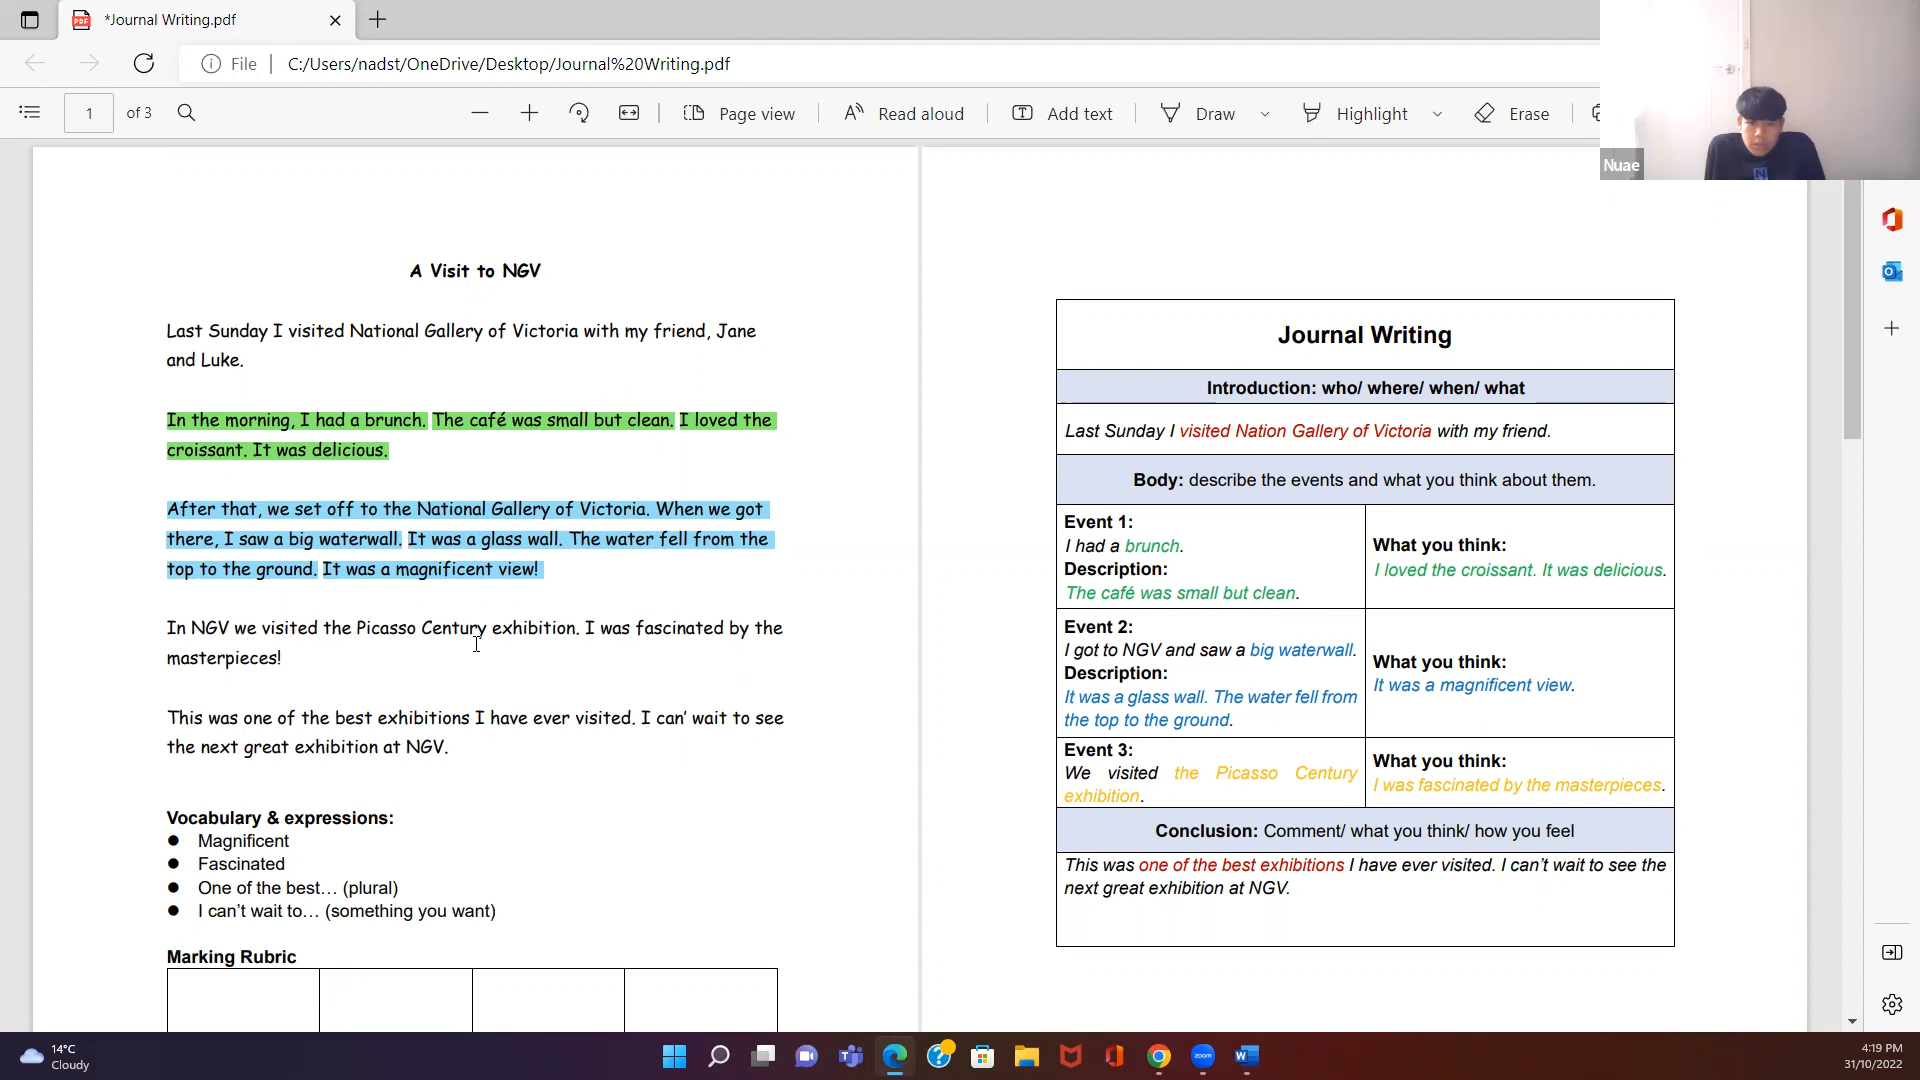 *Journal Writing.pdf
File
C:/Users/nadst/OneDrive/Desktop/Journal%20Writing.pdf
1 of 3
Page view
Read aloud
Add text
Draw
Highlight
Erase
Nuae
A Visit to NGV
Last Sunday I visited National Gallery of Victoria with my friend, Jane
and Luke.
In the morning, I had a brunch. The café was small but clean. I loved the
croissant. It was delicious.
After that, we set off to the National Gallery of Victoria. When we got
there, I saw a big waterwall. It was a glass wall. The water fell from the
top to the ground. It was a magnificent view!
In NGV we visited the Picasso Century exhibition. I was fascinated by the
masterpieces!
This was one of the best exhibitions I have ever visited. I can' wait to see
the next great exhibition at NGV.
Vocabulary & expressions:
● Magnificent
● Fascinated
● One of the best… (plural)
● I can't wait to… (something you want)
Marking Rubric
Journal Writing
Introduction: who/ where/ when/ what
Last Sunday I visited Nation Gallery of Victoria with my friend.
Body: describe the events and what you think about them.
Event 1:
I had a brunch.
Description:
The café was small but clean.
What you think:
I loved the croissant. It was delicious.
Event 2:
I got to NGV and saw a big waterwall.
Description:
It was a glass wall. The water fell from
the top to the ground.
What you think:
It was a magnificent view.
Event 3:
We visited the Picasso Century
exhibition.
What you think:
I was fascinated by the masterpieces.
Conclusion: Comment/ what you think/ how you feel
This was one of the best exhibitions I have ever visited. I can't wait to see the
next great exhibition at NGV.
14°C
Cloudy
4:19 PM
31/10/2022